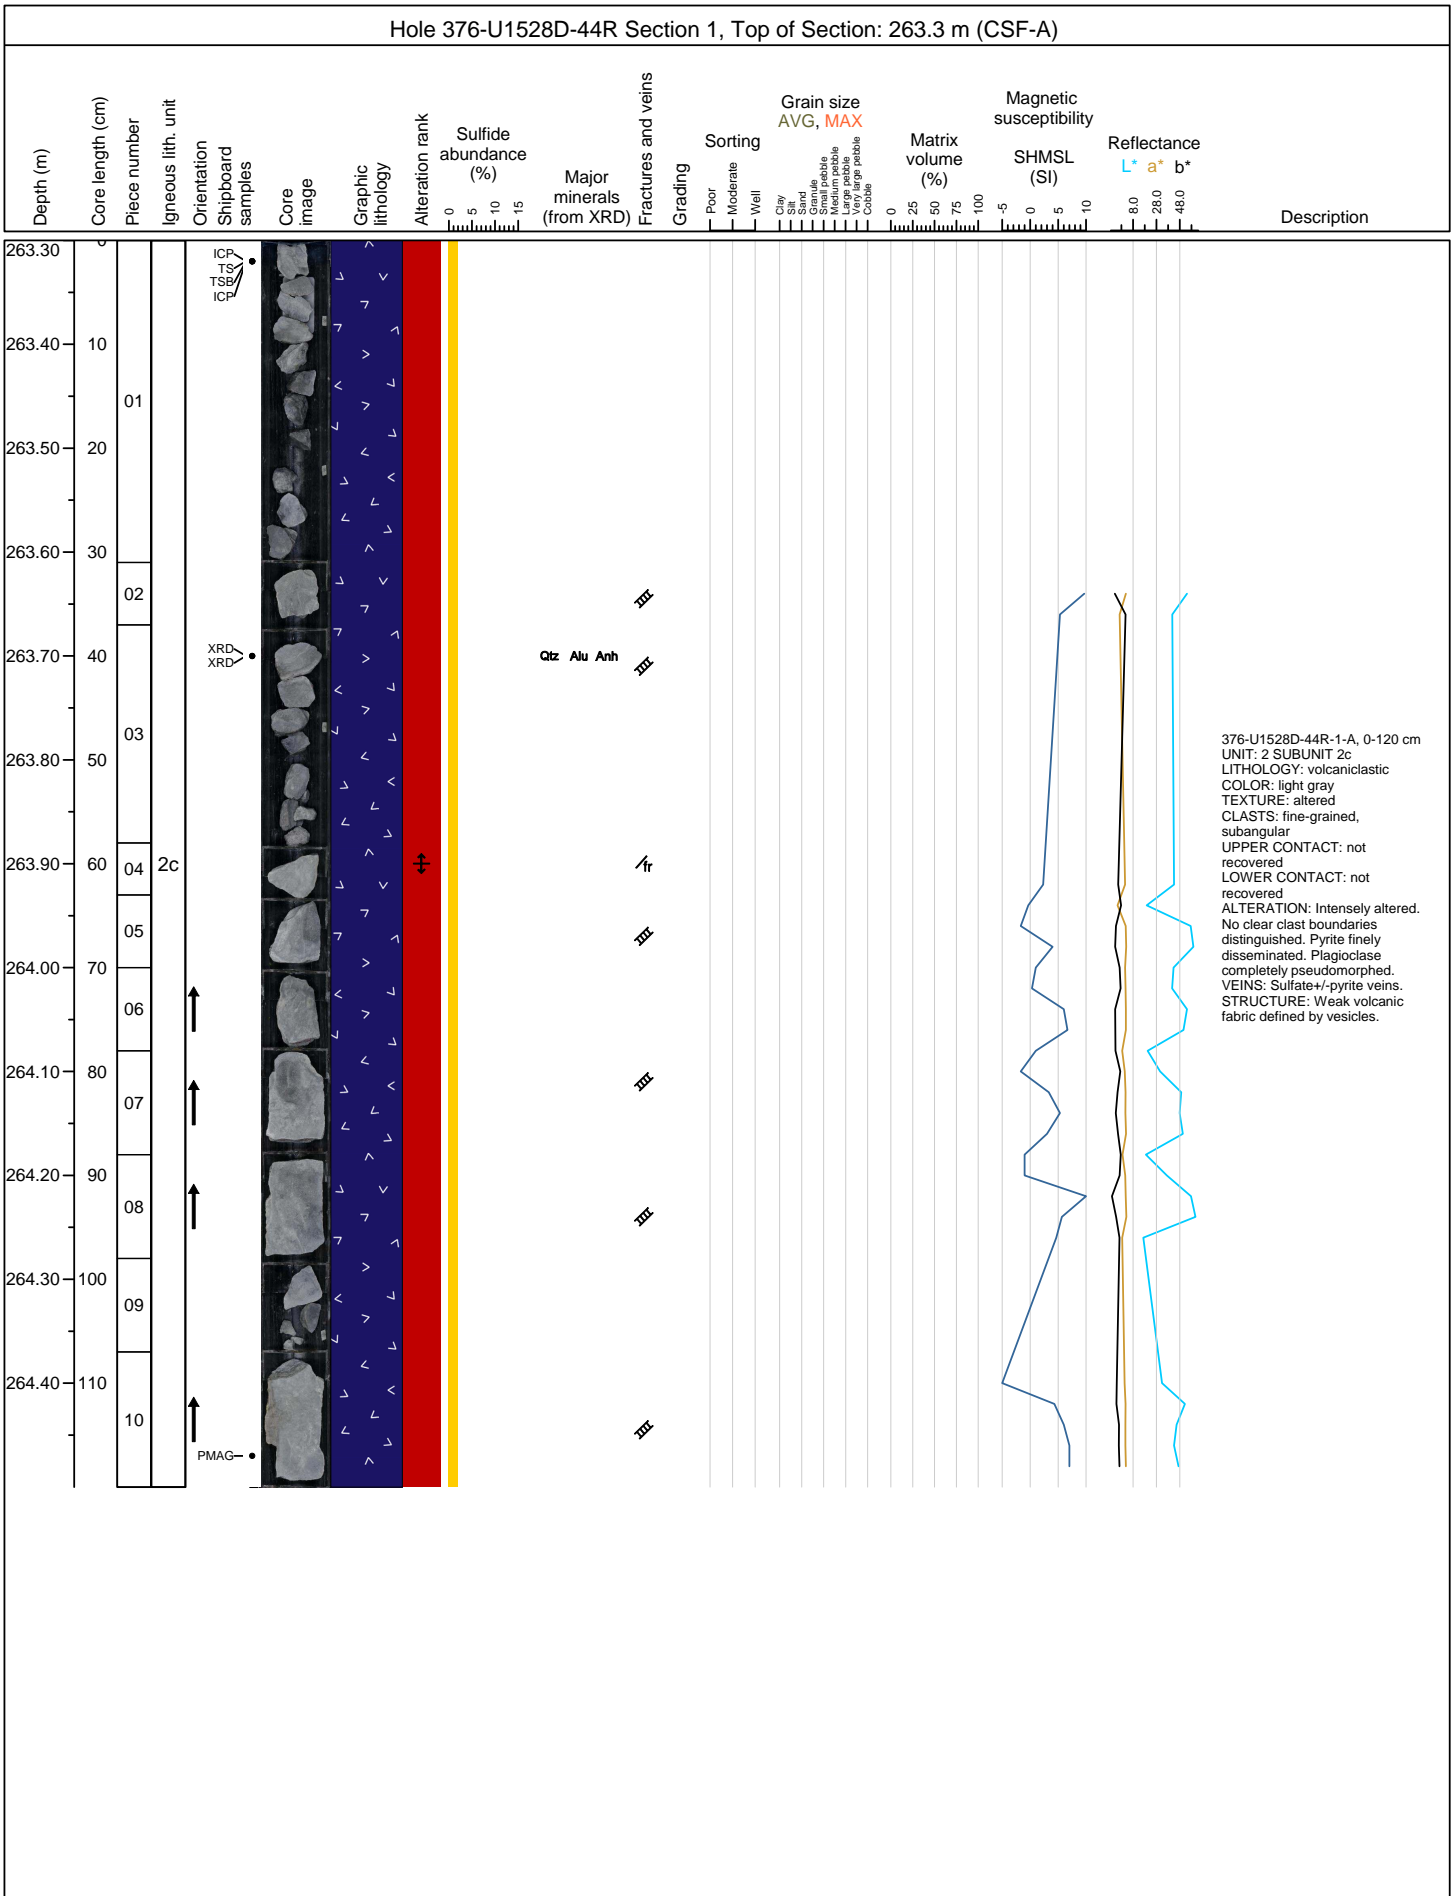 Hole 376-U1528D-44R Section 1, Top of Section: 263.3 m (CSF-A)
Depth (m)
Core length (cm)
Piece number
Igneous lith. unit
Orientation
Shipboard
samples
Core
image
Graphic
lithology
Alteration rank
Sulfide
abundance
(%)
0 5 10 15
Major
minerals
(from XRD)
Fractures and veins
Grading
Sorting
Poor
Moderate
Well
Grain size
AVG, MAX
Clay
Silt
Sand
Granule
Small pebble
Medium pebble
Large pebble
Very large pebble
Cobble
Matrix
volume
(%)
0 25 50 75 100
Magnetic
susceptibility
SHMSL
(SI)
-5 0 5 10
Reflectance
L* a* b*
8.0 28.0 48.0
Description
263.30 0
ICP
TS
TSB
ICP
263.40 10
01
263.50 20
263.60 30
02
263.70 40
XRD
XRD
Qtz Alu Anh
03
263.80 50
263.90 60
04
2c
fr
05
264.00 70
06
264.10 80
07
264.20 90
08
264.30 100
09
264.40 110
10
PMAG
376-U1528D-44R-1-A, 0-120 cm
UNIT: 2 SUBUNIT 2c
LITHOLOGY: volcaniclastic
COLOR: light gray
TEXTURE: altered
CLASTS: fine-grained,
subangular
UPPER CONTACT: not
recovered
LOWER CONTACT: not
recovered
ALTERATION: Intensely altered.
No clear clast boundaries
distinguished. Pyrite finely
disseminated. Plagioclase
completely pseudomorphed.
VEINS: Sulfate+/-pyrite veins.
STRUCTURE: Weak volcanic
fabric defined by vesicles.